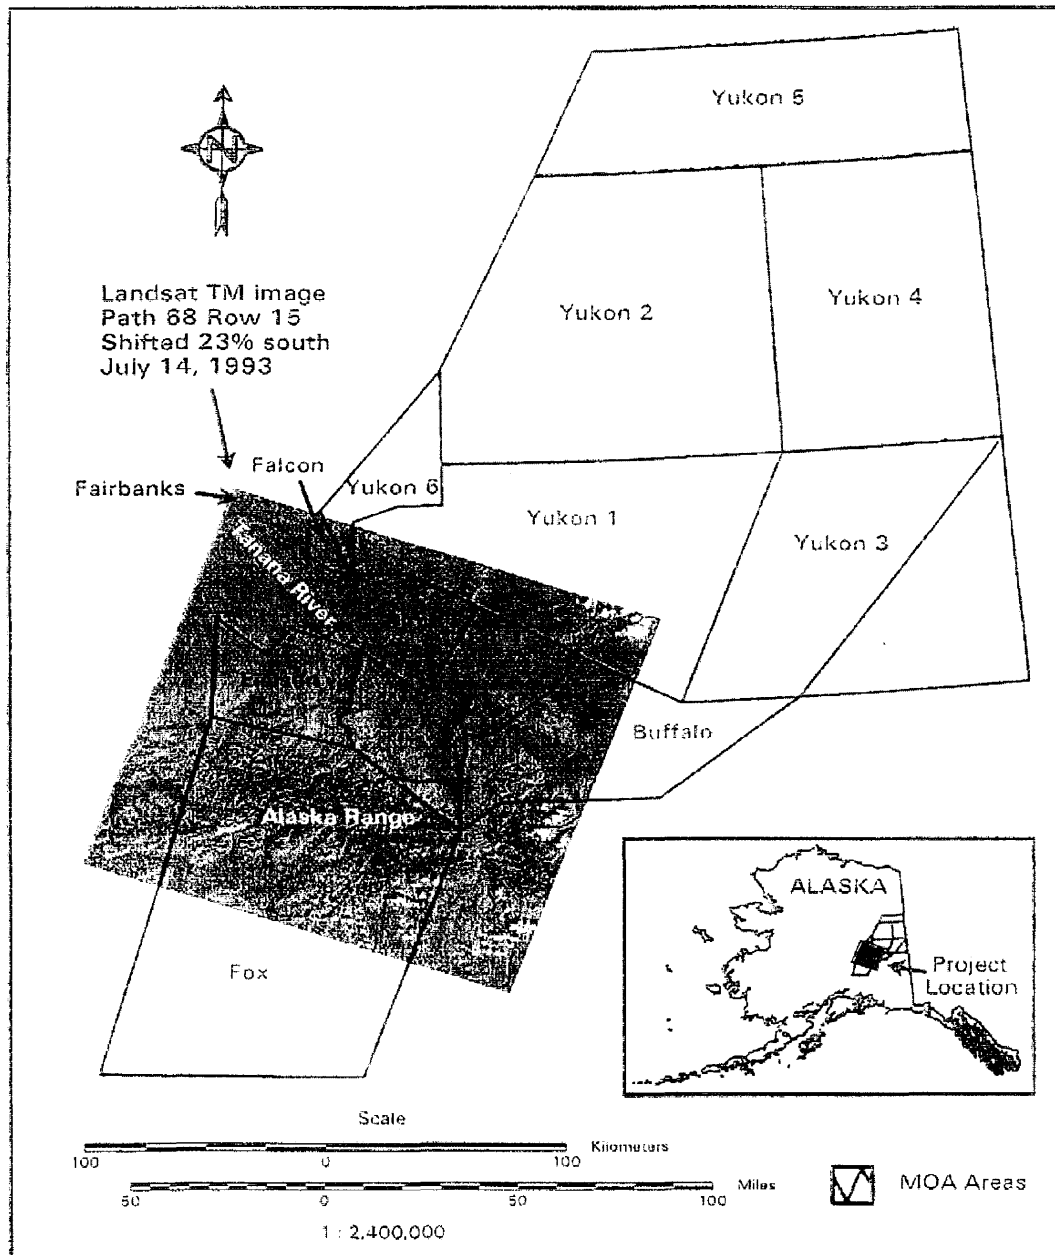 Yukon 5
N
Landsat TM image
Path 68 Row 15
Shifted 23% south
July 14, 1993
Yukon 2
Yukon 4
Falcon
Fairbanks
Yukon 6
Yukon 1
Yukon 3
Tanana River
Buffalo
Alaska Range
ALASKA
Fox
Project
Location
Scale
Kilometers
100 0 100
Miles
50 0 50 100
MOA Areas
1 : 2,400,000